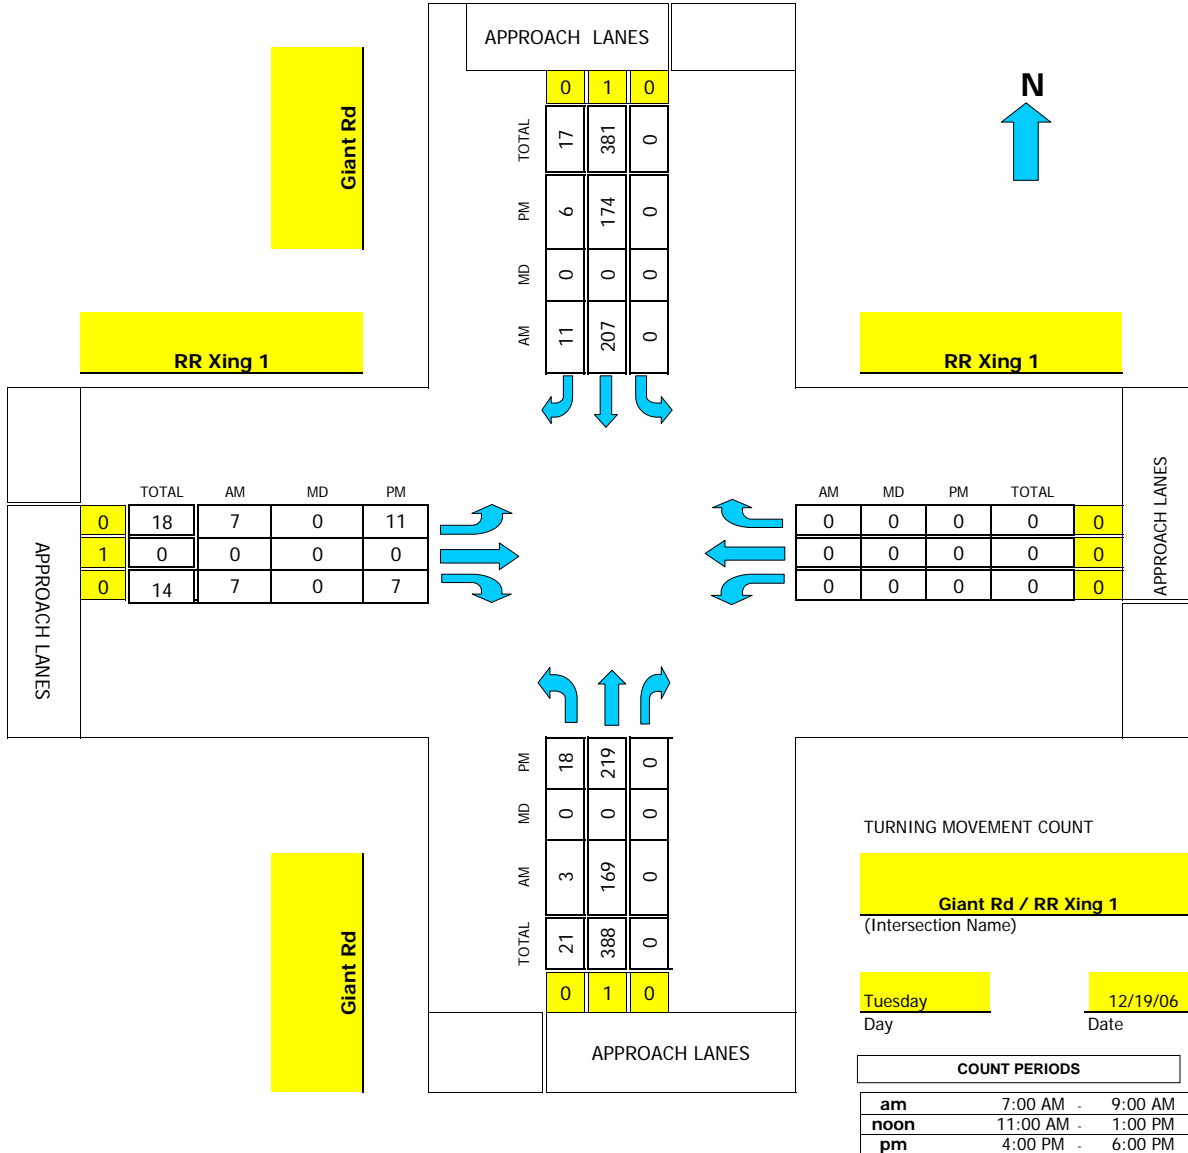 APPROACH LANES
0 1 0
Giant Rd
N
TOTAL 17 381 0
PM 6 174 0
MD 0 0 0
AM 11 207 0
RR Xing 1
RR Xing 1
TOTAL AM MD PM
0 18 7 0 11
1 0 0 0 0
0 14 7 0 7
APPROACH LANES
AM MD PM TOTAL
0 0 0 0 0
0 0 0 0 0
0 0 0 0 0
APPROACH LANES
PM 18 219 0
MD 0 0 0
AM 3 169 0
TOTAL 21 388 0
0 1 0
APPROACH LANES
Giant Rd
TURNING MOVEMENT COUNT
Giant Rd / RR Xing 1
(Intersection Name)
Tuesday 12/19/06
Day Date
COUNT PERIODS
am 7:00 AM - 9:00 AM
noon 11:00 AM - 1:00 PM
pm 4:00 PM - 6:00 PM